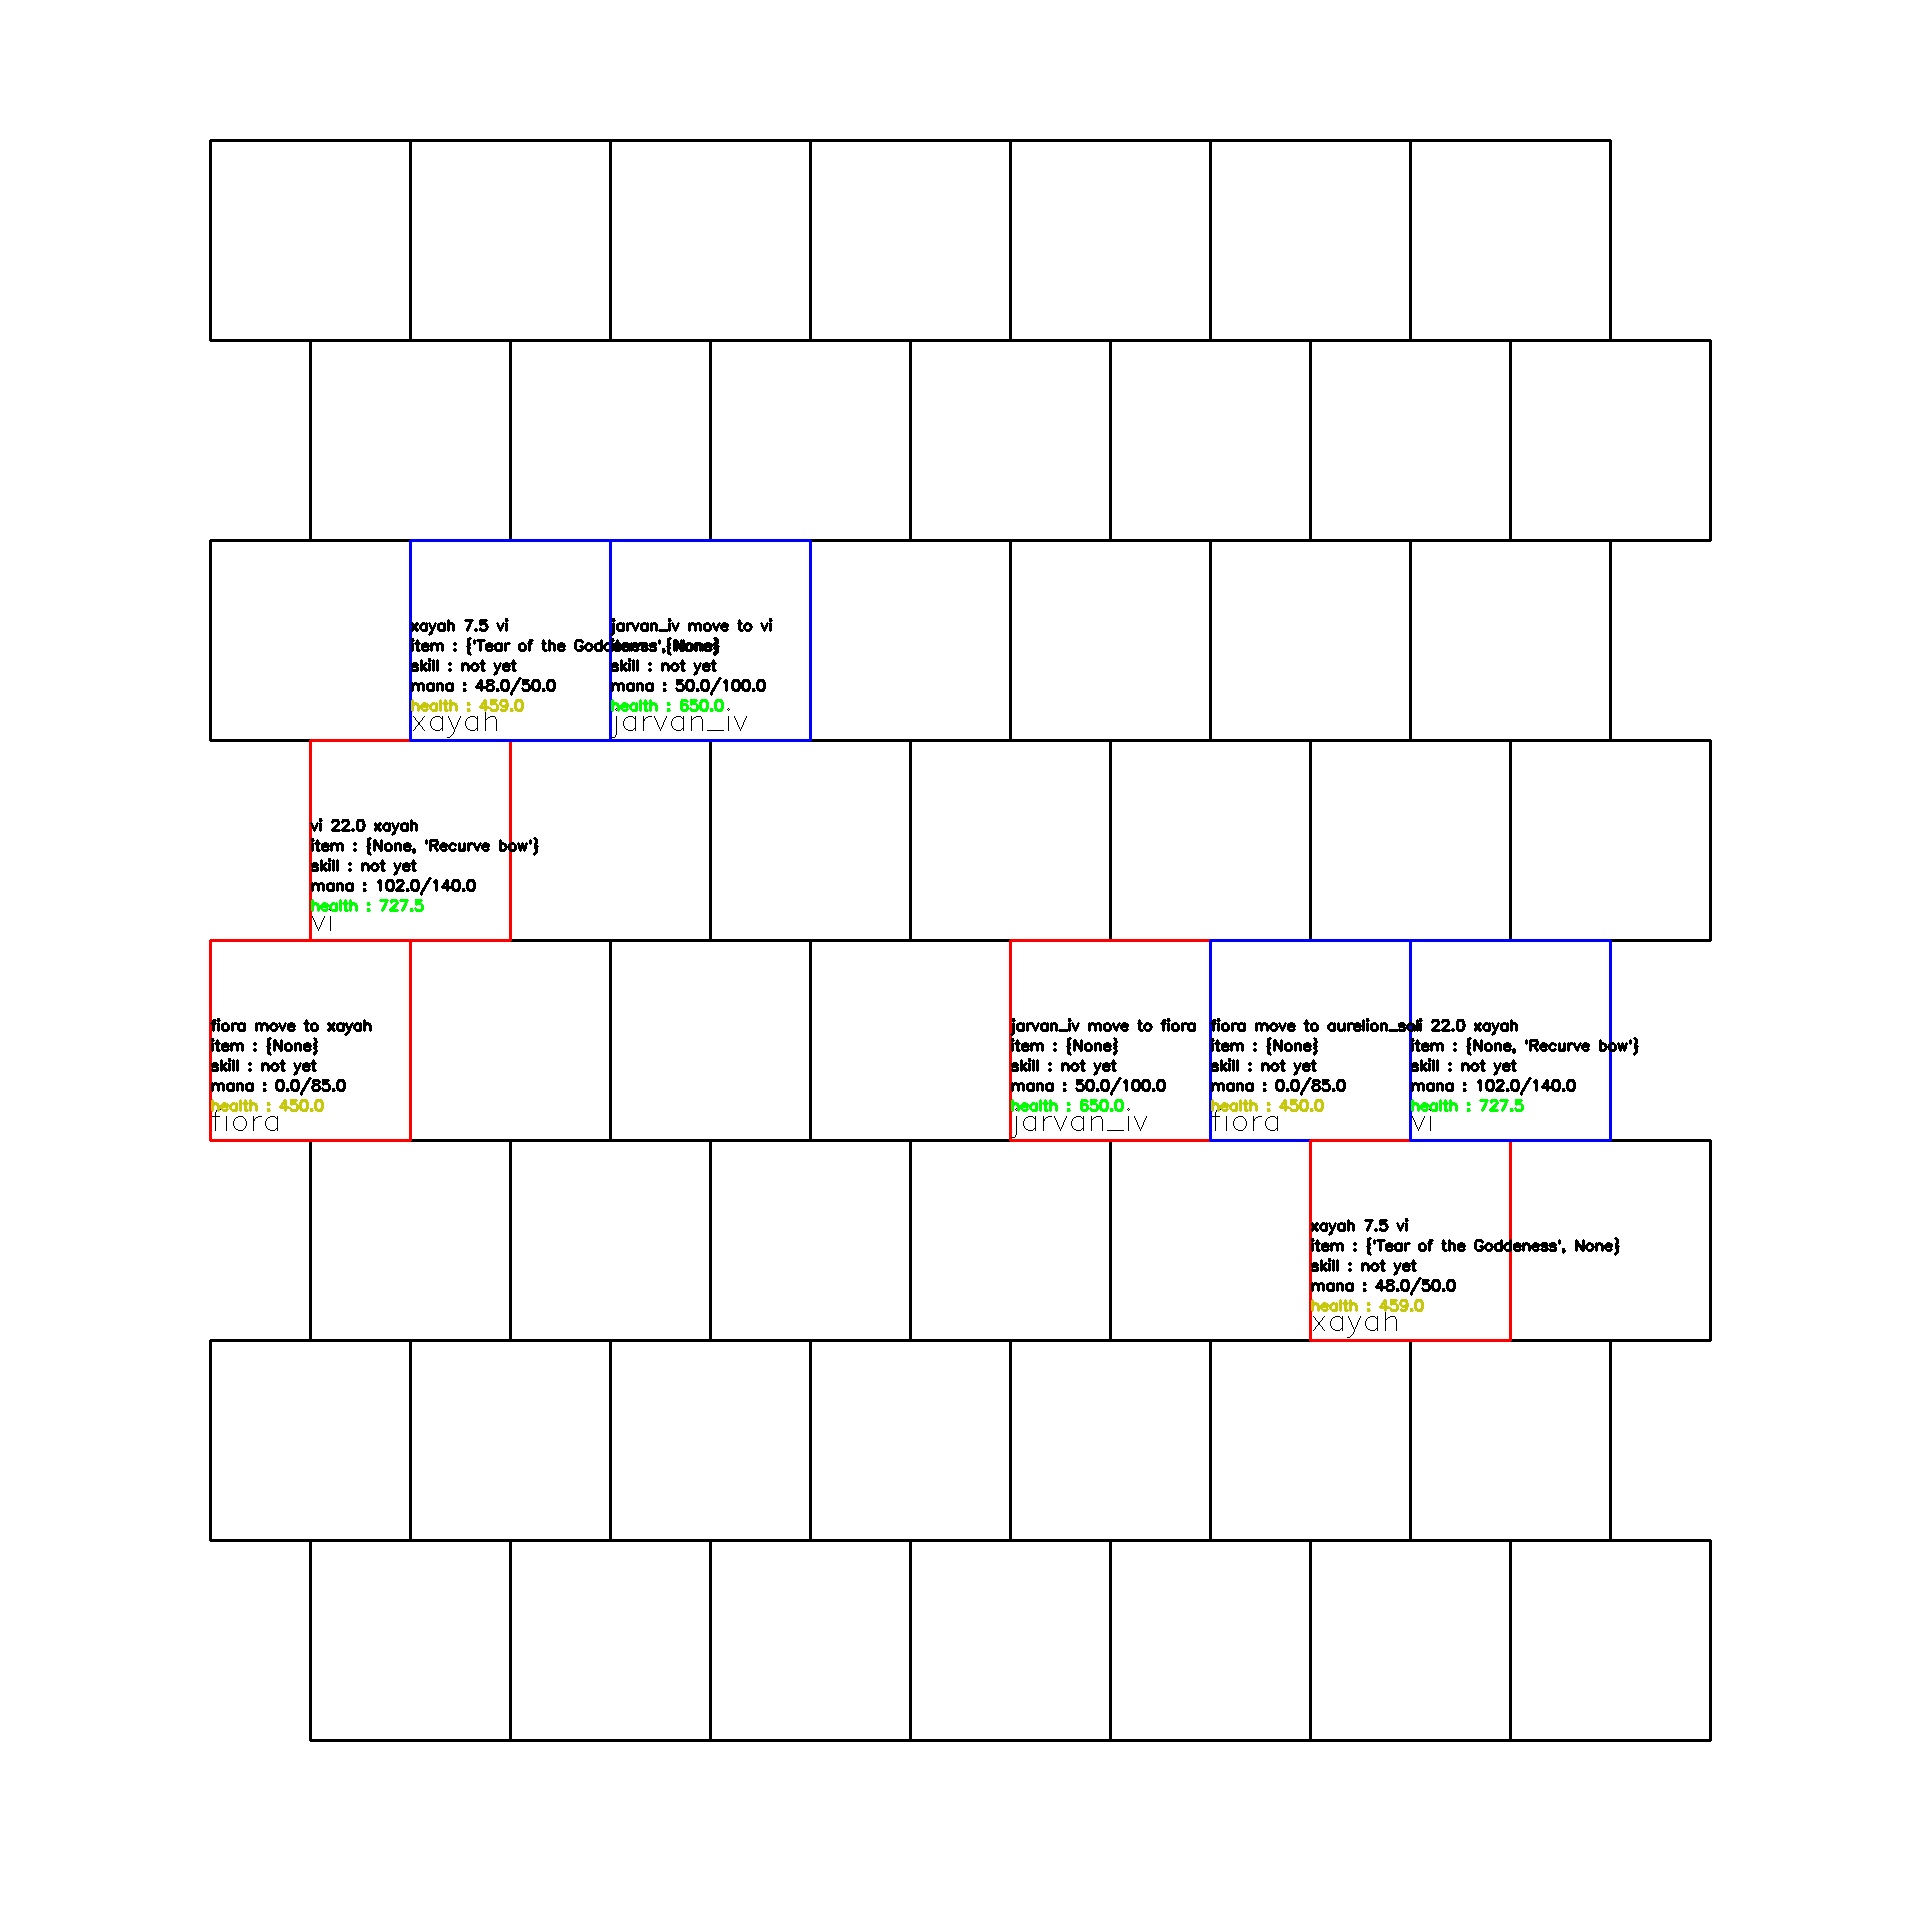 xayah 7.5 vi
item : {'Tear of the Goddeness', None}
skill : not yet
mana : 48.0/50.0
health : 459.0
xayah
jarvan_iv move to vi
item : {None}
skill : not yet
mana : 50.0/100.0
health : 650.0
jarvan_iv
vi 22.0 xayah
item : {None, 'Recurve bow'}
skill : not yet
mana : 102.0/140.0
health : 727.5
vi
fiora move to xayah
item : {None}
skill : not yet
mana : 0.0/85.0
health : 450.0
fiora
jarvan_iv move to fiora
item : {None}
skill : not yet
mana : 50.0/100.0
health : 650.0
jarvan_iv
fiora move to aurelion_sol
item : {None}
skill : not yet
mana : 0.0/85.0
health : 450.0
fiora
vi 22.0 xayah
item : {None, 'Recurve bow'}
skill : not yet
mana : 102.0/140.0
health : 727.5
vi
xayah 7.5 vi
item : {'Tear of the Goddeness', None}
skill : not yet
mana : 48.0/50.0
health : 459.0
xayah